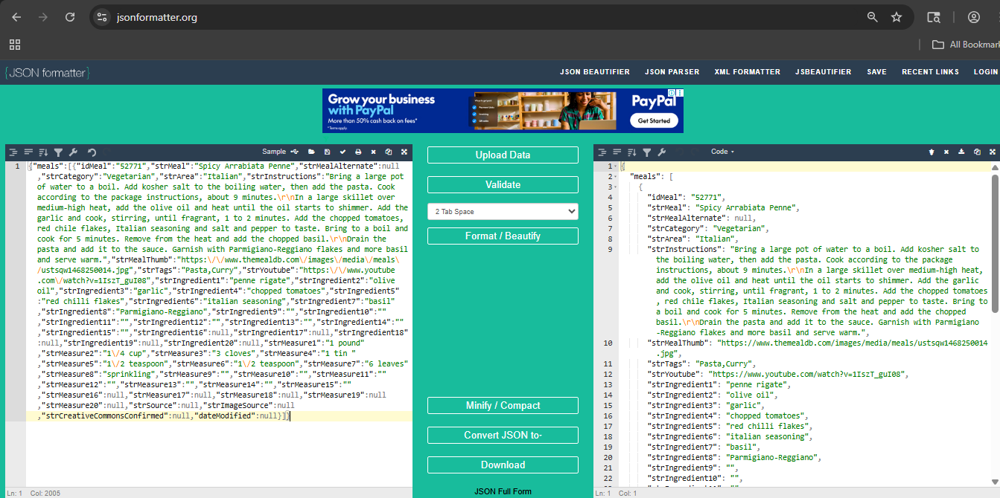 jsonformatter.org
All Bookmark
{JSON formatter}
JSON BEAUTIFIER JSON PARSER XML FORMATTER JSBEAUTIFIER SAVE RECENT LINKS LOGIN
Grow your business
with PayPal
More than 50% cash back on fees*
*Terms apply.
PayPal
Get Started
Sample
1 {"meals":[{"idMeal":"52771","strMeal":"Spicy Arrabiata Penne","strMealAlternate":null
,"strCategory":"Vegetarian","strArea":"Italian","strInstructions":"Bring a large pot
of water to a boil. Add kosher salt to the boiling water, then add the pasta. Cook
according to the package instructions, about 9 minutes.\r\nIn a large skillet over
medium-high heat, add the olive oil and heat until the oil starts to shimmer. Add the
garlic and cook, stirring, until fragrant, 1 to 2 minutes. Add the chopped tomatoes,
red chile flakes, Italian seasoning and salt and pepper to taste. Bring to a boil and
cook for 5 minutes. Remove from the heat and add the chopped basil.\r\nDrain the
pasta and add it to the sauce. Garnish with Parmigiano-Reggiano flakes and more basil
and serve warm.","strMealThumb":"https:\/\/www.themealdb.com\/images\/media\/meals\
/ustsqw1468250014.jpg","strTags":"Pasta,Curry","strYoutube":"https:\/\/www.youtube
.com\/watch?v=1IszT_guI08","strIngredient1":"penne rigate","strIngredient2":"olive
oil","strIngredient3":"garlic","strIngredient4":"chopped tomatoes","strIngredient5"
:"red chilli flakes","strIngredient6":"italian seasoning","strIngredient7":"basil"
,"strIngredient8":"Parmigiano-Reggiano","strIngredient9":"","strIngredient10":""
,"strIngredient11":"","strIngredient12":"","strIngredient13":"","strIngredient14":""
,"strIngredient15":"","strIngredient16":null,"strIngredient17":null,"strIngredient18"
:null,"strIngredient19":null,"strIngredient20":null,"strMeasure1":"1 pound"
,"strMeasure2":"1\/4 cup","strMeasure3":"3 cloves","strMeasure4":"1 tin "
,"strMeasure5":"1\/2 teaspoon","strMeasure6":"1\/2 teaspoon","strMeasure7":"6 leaves"
,"strMeasure8":"sprinkling","strMeasure9":"","strMeasure10":"","strMeasure11":""
,"strMeasure12":"","strMeasure13":"","strMeasure14":"","strMeasure15":""
,"strMeasure16":null,"strMeasure17":null,"strMeasure18":null,"strMeasure19":null
,"strMeasure20":null,"strSource":null,"strImageSource":null
,"strCreativeCommonsConfirmed":null,"dateModified":null}]}
Ln: 1 Col: 2005
Upload Data
Validate
2 Tab Space
Format / Beautify
Minify / Compact
Convert JSON to
Download
JSON Full Form
Code
1 {
2 "meals": [
3 {
4 "idMeal": "52771",
5 "strMeal": "Spicy Arrabiata Penne",
6 "strMealAlternate": null,
7 "strCategory": "Vegetarian",
8 "strArea": "Italian",
9 "strInstructions": "Bring a large pot of water to a boil. Add kosher salt to
the boiling water, then add the pasta. Cook according to the package
instructions, about 9 minutes.\r\nIn a large skillet over medium-high heat,
add the olive oil and heat until the oil starts to shimmer. Add the garlic
and cook, stirring, until fragrant, 1 to 2 minutes. Add the chopped tomatoes
, red chile flakes, Italian seasoning and salt and pepper to taste. Bring to
a boil and cook for 5 minutes. Remove from the heat and add the chopped
basil.\r\nDrain the pasta and add it to the sauce. Garnish with Parmigiano
-Reggiano flakes and more basil and serve warm.",
10 "strMealThumb": "https://www.themealdb.com/images/media/meals/ustsqw1468250014
.jpg",
11 "strTags": "Pasta,Curry",
12 "strYoutube": "https://www.youtube.com/watch?v=1IszT_guI08",
13 "strIngredient1": "penne rigate",
14 "strIngredient2": "olive oil",
15 "strIngredient3": "garlic",
16 "strIngredient4": "chopped tomatoes",
17 "strIngredient5": "red chilli flakes",
18 "strIngredient6": "italian seasoning",
19 "strIngredient7": "basil",
20 "strIngredient8": "Parmigiano-Reggiano",
21 "strIngredient9": "",
22 "strIngredient10": "",
Ln: 1 Col: 1